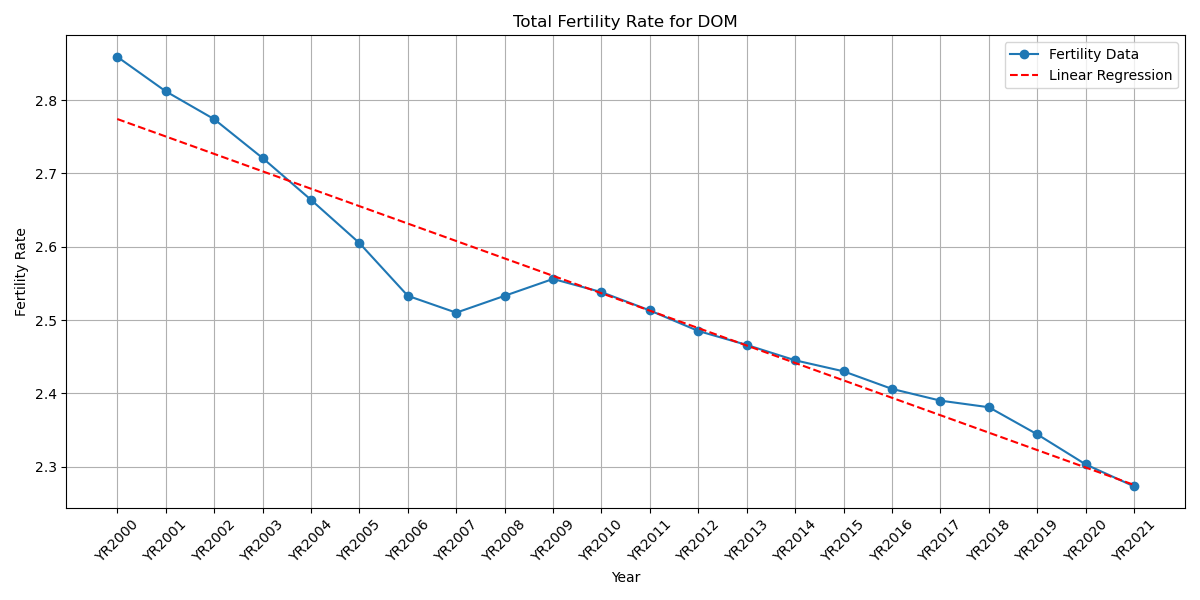 Total Fertility Rate for DOM
Fertility Data
Linear Regression
Fertility Rate
2.8
2.7
2.6
2.5
2.4
2.3
YR2000
YR2001
YR2002
YR2003
YR2004
YR2005
YR2006
YR2007
YR2008
YR2009
YR2010
YR2011
YR2012
YR2013
YR2014
YR2015
YR2016
YR2017
YR2018
YR2019
YR2020
YR2021
Year